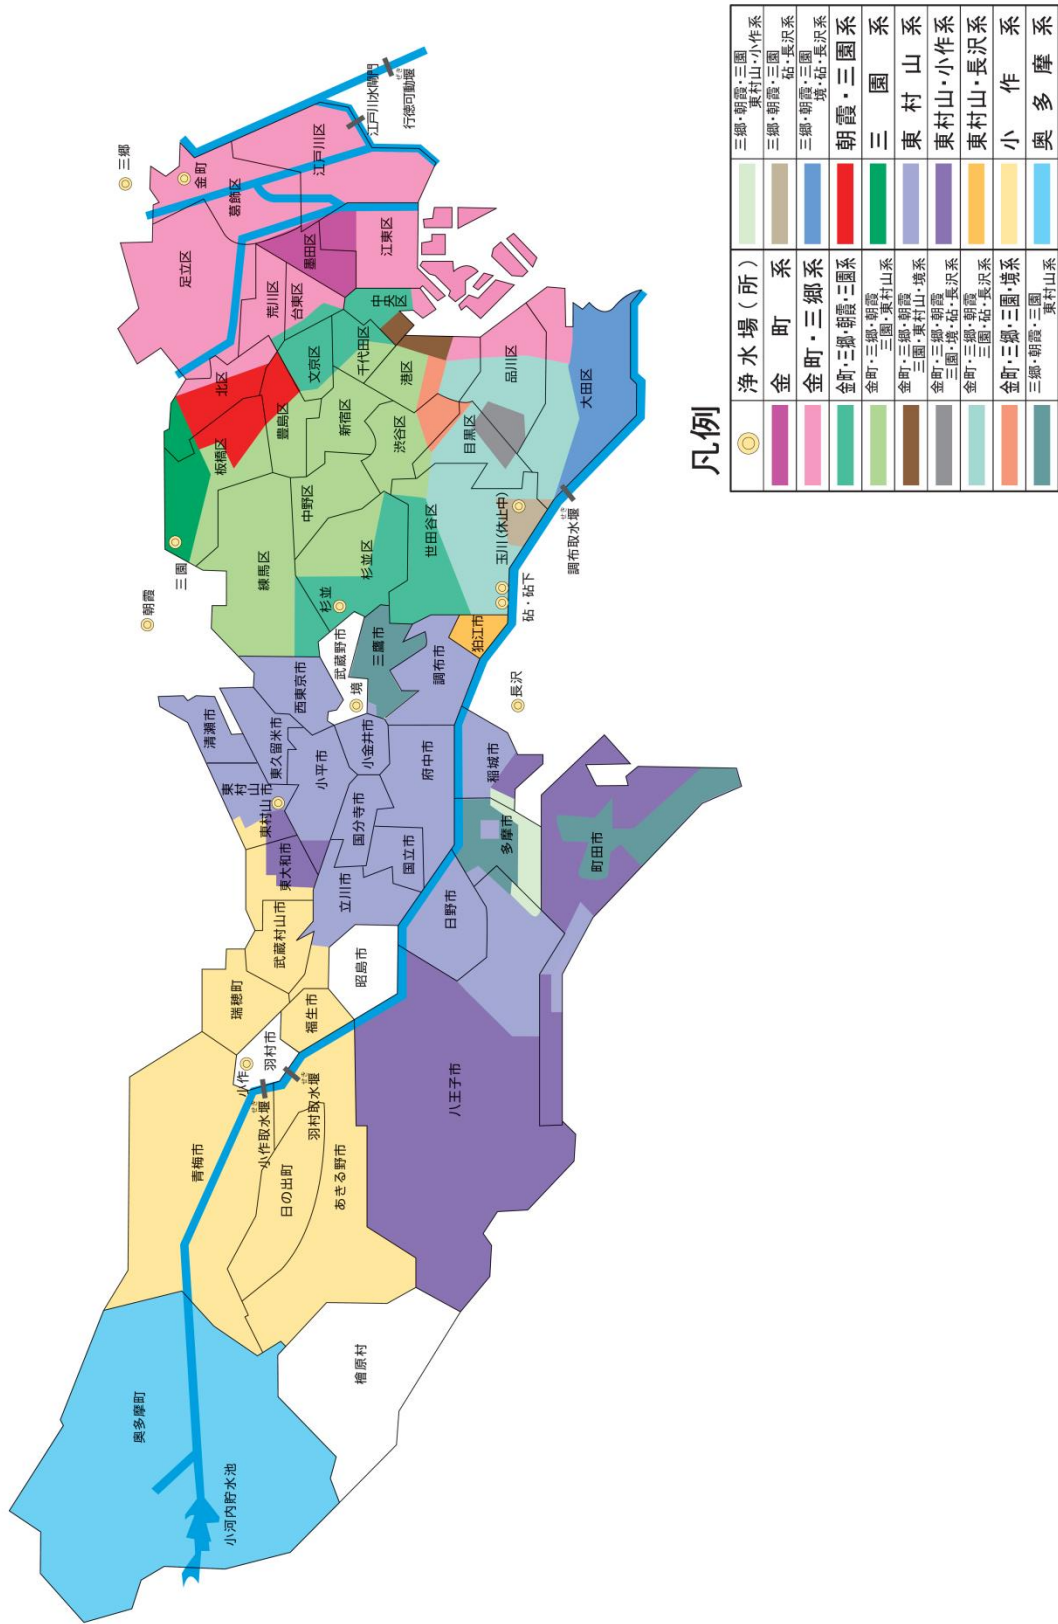 奥多摩町
小河内貯水池
檜原村
青梅市
小作取水堰
せき
日の出町
羽村取水堰
せき
あきる野市
小作
羽村市
瑞穂町
福生市
武蔵村山市
昭島市
八王子市
東大和市
東村山市
東村山
立川市
国分寺市
国立市
日野市
清瀬市
東久留米市
小平市
小金井市
府中市
多摩市
稲城市
町田市
西東京市
武蔵野市
境
三鷹市
調布市
狛江市
長沢
朝霞
三園
練馬区
杉並
杉並区
中野区
世田谷区
砧・砧下
玉川(休止中)
調布取水堰
せき
板橋区
豊島区
新宿区
渋谷区
目黒区
北区
文京区
千代田区
港区
品川区
大田区
足立区
荒川区
台東区
中央区
墨田区
江東区
三郷
金町
葛飾区
江戸川区
江戸川水閘門
行徳可動堰
せき
凡例
浄水場(所)
金町系
金町・三郷系
金町・三郷・朝霞・三園系
金町・三郷・朝霞
三園・東村山系
金町・三郷・朝霞
三園・東村山・境系
金町・三郷・朝霞
三園・境・砧・長沢系
金町・三郷・朝霞
三園・砧・長沢系
金町・三郷・三園・境系
三郷・朝霞・三園
東村山系
三郷・朝霞・三園
東村山・小作系
三郷・朝霞・三園
砧・長沢系
三郷・朝霞・三園
境・砧・長沢系
朝霞・三園系
三園系
東村山系
東村山・小作系
東村山・長沢系
小作系
奥多摩系